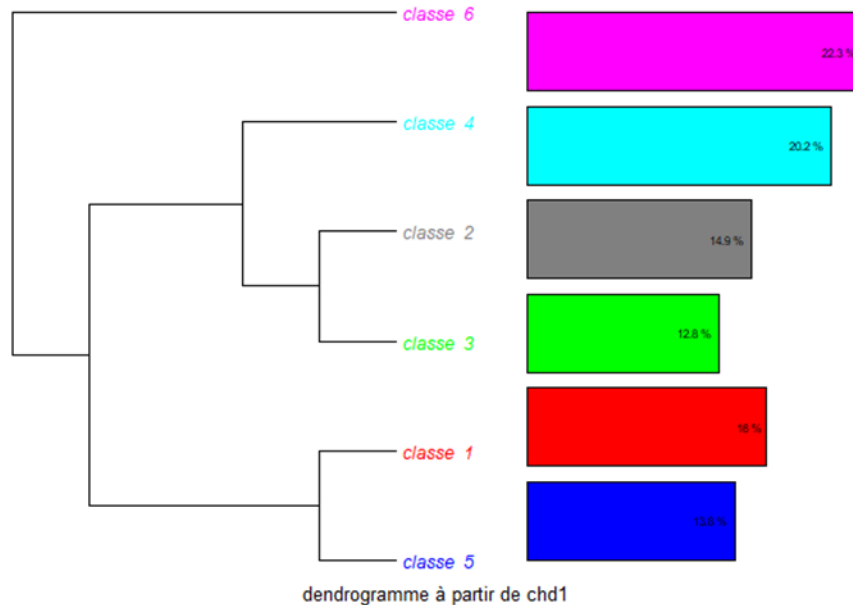 classe 6
22.3 %
classe 4
20.2 %
classe 2
14.9 %
classe 3
12.8 %
classe 1
16 %
classe 5
13.8 %
dendrogramme à partir de chd1